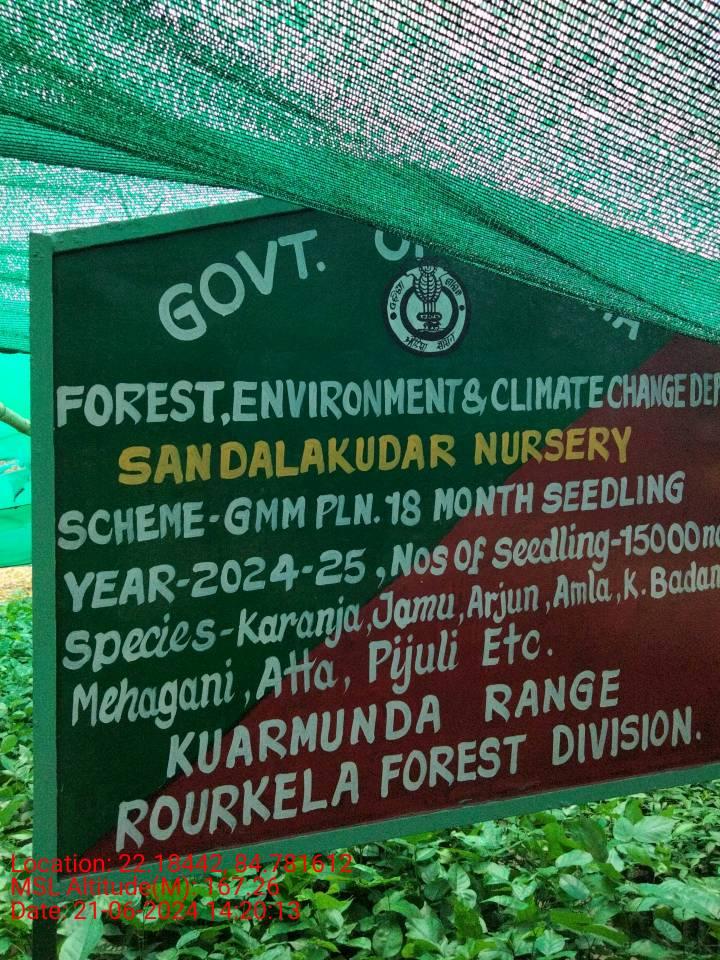 GOVT. OF
FOREST,ENVIRONMENT& CLIMATE CHANGE DEP
SANDALAKUDAR NURSERY
SCHEME-GMM PLN. 18 MONTH SEEDLING
YEAR-2024-25, Nos Of Seedling-15000no
Species-Karanja,Jamu,Arjun,Amla,K.Badam
Mehagani, Atta, Pijuli Etc.
KUARMUNDA RANGE
ROURKELA FOREST DIVISION.
Location: 22.18442, 84.781612
MSL Altitude(M): 167.26
Date: 21-06-2024 14:20:13